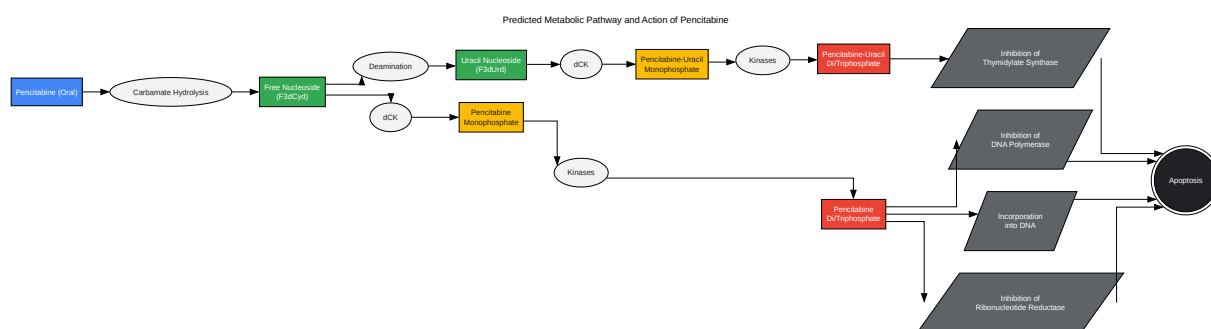 Predicted Metabolic Pathway and Action of Pencitabine
Pencitabine (Oral)
Carbamate Hydrolysis
Free Nucleoside
(F3dCyd)
Deamination
Uracil Nucleoside
(F3dUrd)
dCK
Pencitabine-Uracil
Monophosphate
Kinases
Pencitabine-Uracil
Di/Triphosphate
Inhibition of
Thymidylate Synthase
dCK
Pencitabine
Monophosphate
Kinases
Pencitabine
Di/Triphosphate
Inhibition of
DNA Polymerase
Incorporation
into DNA
Inhibition of
Ribonucleotide Reductase
Apoptosis